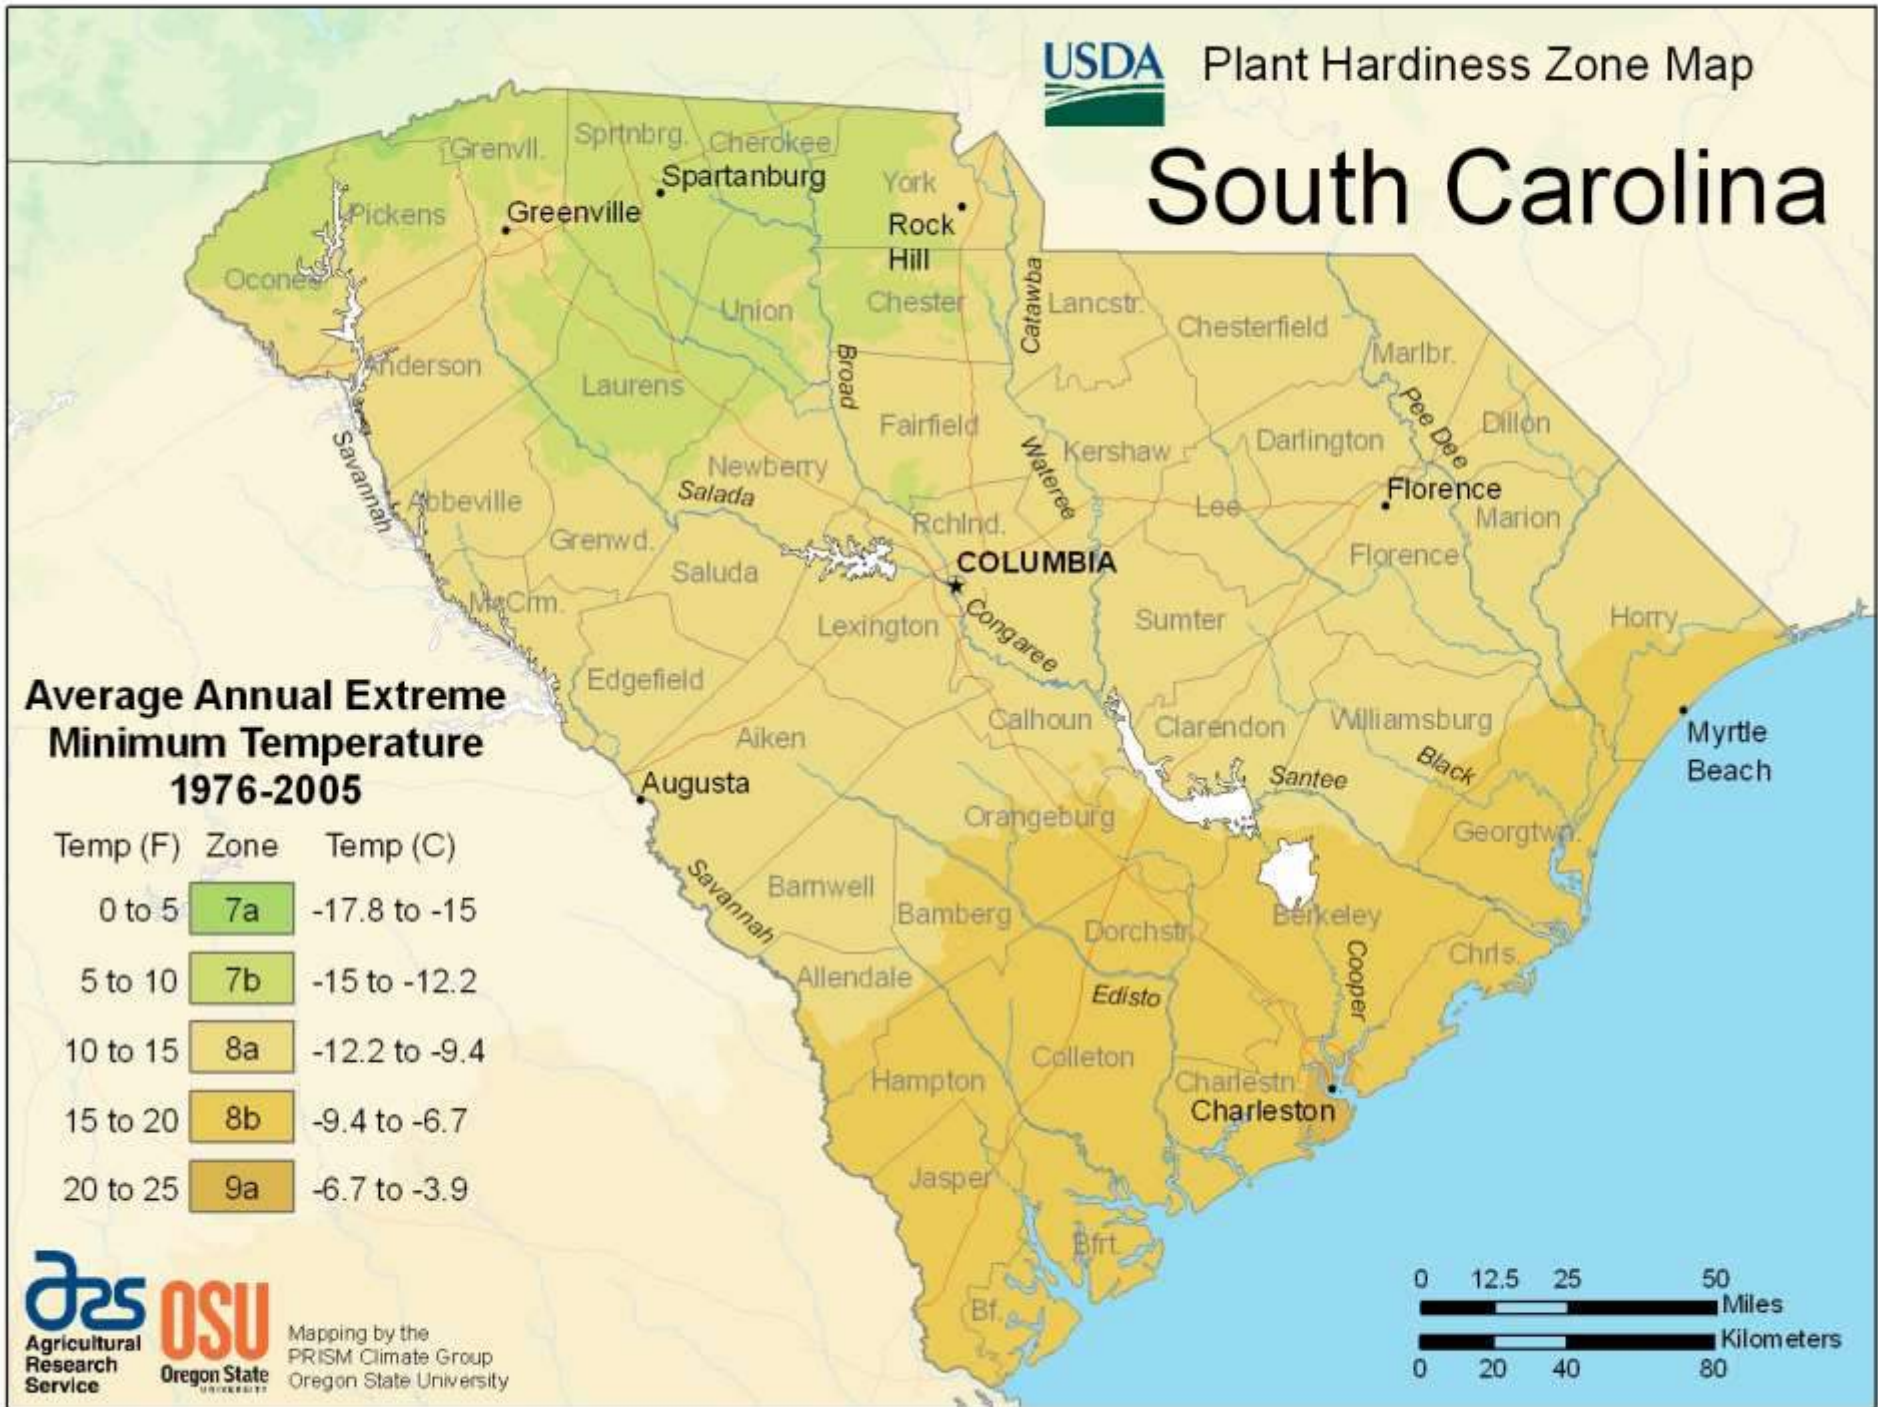 USDA Plant Hardiness Zone Map
South Carolina
Grenvll.
Sprtnbrg.
Cherokee
Spartanburg
York
Pickens
Greenville
Rock
Hill
Oconee
Union
Chester
Catawba
Lancstr.
Chesterfield
Marlbr.
Anderson
Laurens
Broad
Fairfield
Pee Dee
Dillon
Darlington
Kershaw
Savannah
Newberry
Wateree
Salada
Abbeville
Florence
Lee
Marion
Rchlnd.
Grenwd.
Florence
Saluda
COLUMBIA
McCrm.
Lexington
Congaree
Sumter
Horry
Edgefield
Calhoun
Clarendon
Williamsburg
Aiken
Myrtle
Beach
Black
Santee
Augusta
Orangeburg
Georgtwn.
Barnwell
Savannah
Bamberg
Berkeley
Dorchstr.
Chrls.
Allendale
Cooper
Edisto
Colleton
Hampton
Charlestn.
Charleston
Jasper
Bfrt.
Bf.
Average Annual Extreme
Minimum Temperature
1976-2005
Temp (F) Zone Temp (C)
0 to 5 7a -17.8 to -15
5 to 10 7b -15 to -12.2
10 to 15 8a -12.2 to -9.4
15 to 20 8b -9.4 to -6.7
20 to 25 9a -6.7 to -3.9
ars
Agricultural
Research
Service
OSU
Oregon State
UNIVERSITY
Mapping by the
PRISM Climate Group
Oregon State University
0 12.5 25 50
Miles
Kilometers
0 20 40 80